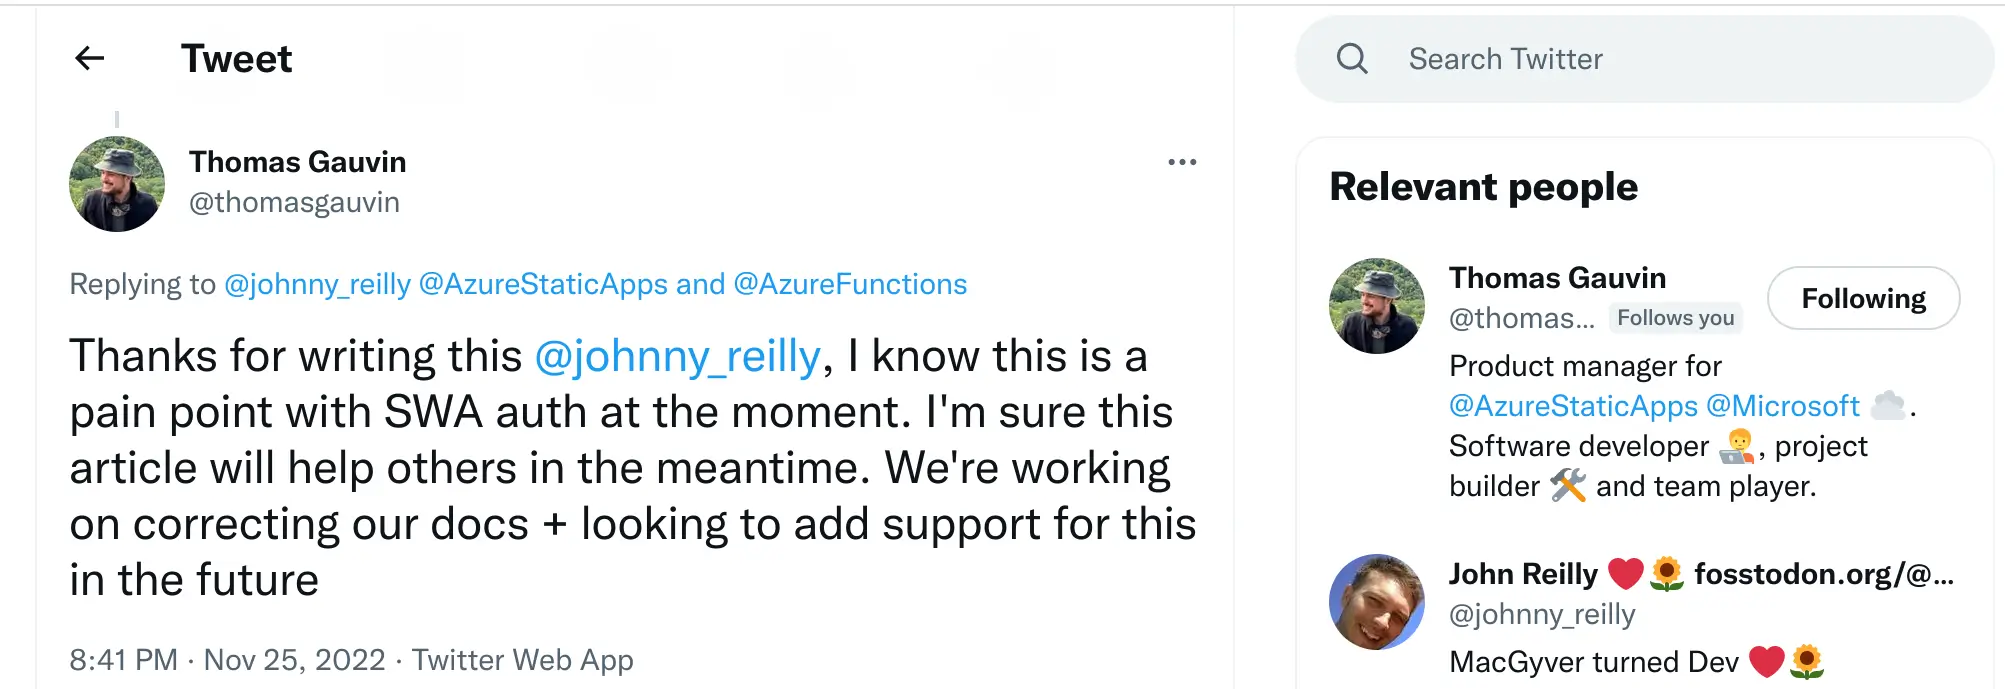 Tweet
Thomas Gauvin
@thomasgauvin
Replying to @johnny_reilly @AzureStaticApps and @AzureFunctions
Thanks for writing this @johnny_reilly, I know this is a
pain point with SWA auth at the moment. I'm sure this
article will help others in the meantime. We're working
on correcting our docs + looking to add support for this
in the future
8:41 PM · Nov 25, 2022 · Twitter Web App
Search Twitter
Relevant people
Thomas Gauvin
@thomas... Follows you
Following
Product manager for
@AzureStaticApps @Microsoft ☁️.
Software developer 🧑‍💻, project
builder 🛠️ and team player.
John Reilly ❤️🌻 fosstodon.org/@...
@johnny_reilly
MacGyver turned Dev ❤️🌻